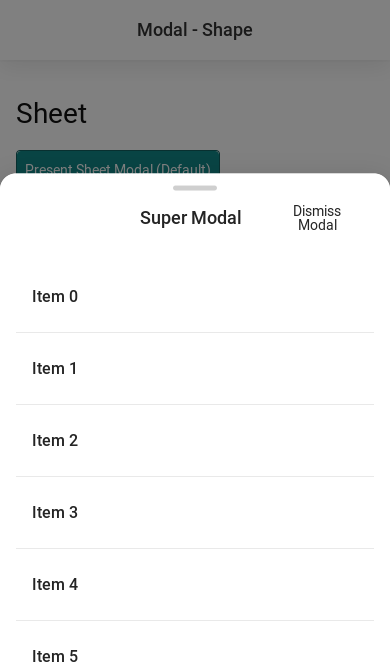 Modal - Shape
Sheet
Present Sheet Modal (Default)
Super Modal
Dismiss
Modal
Item 0
Item 1
Item 2
Item 3
Item 4
Item 5